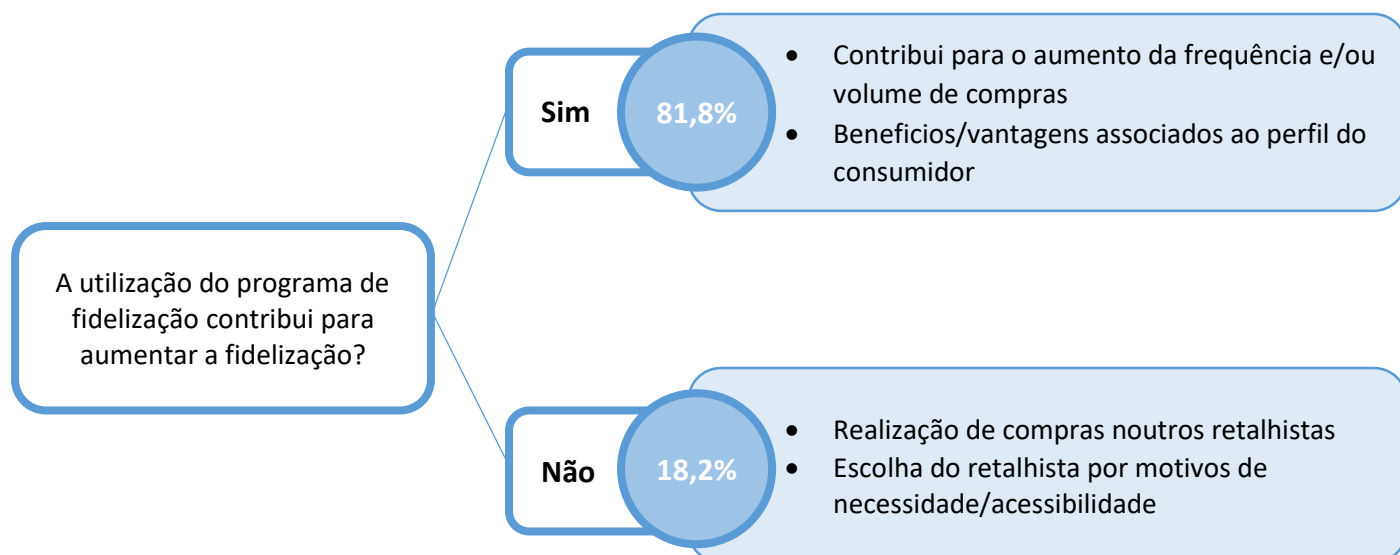 A utilização do programa de
fidelização contribui para
aumentar a fidelização?
Sim
81,8%
• Contribui para o aumento da frequência e/ou
volume de compras
• Beneficios/vantagens associados ao perfil do
consumidor
Não
18,2%
• Realização de compras noutros retalhistas
• Escolha do retalhista por motivos de
necessidade/acessibilidade